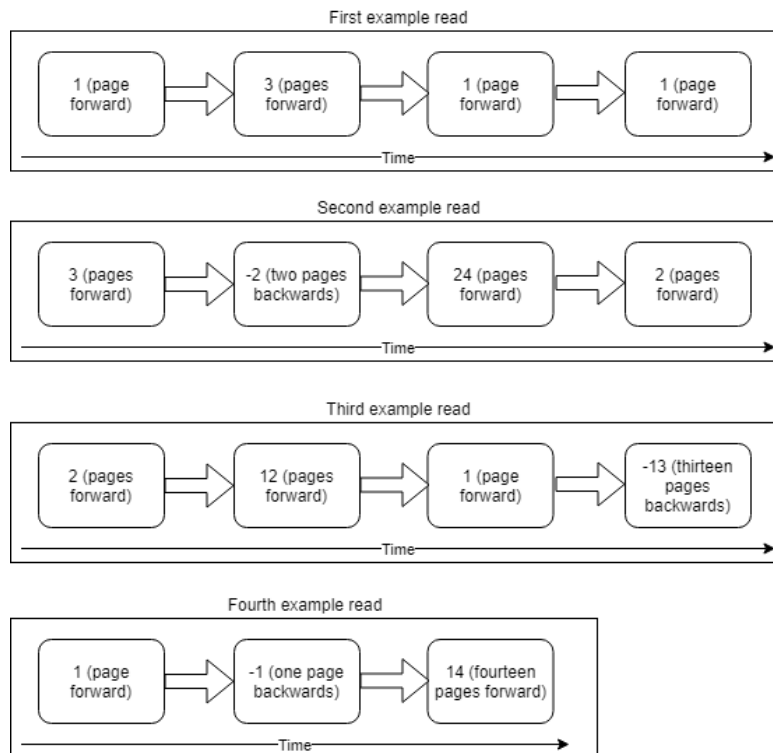 First example read
1 (page
forward)
3 (pages
forward)
1 (page
forward)
1 (page
forward)
Time
Second example read
3 (pages
forward)
-2 (two pages
backwards)
24 (pages
forward)
2 (pages
forward)
Time
Third example read
2 (pages
forward)
12 (pages
forward)
1 (page
forward)
-13 (thirteen
pages
backwards)
Time
Fourth example read
1 (page
forward)
-1 (one page
backwards)
14 (fourteen
pages forward)
Time